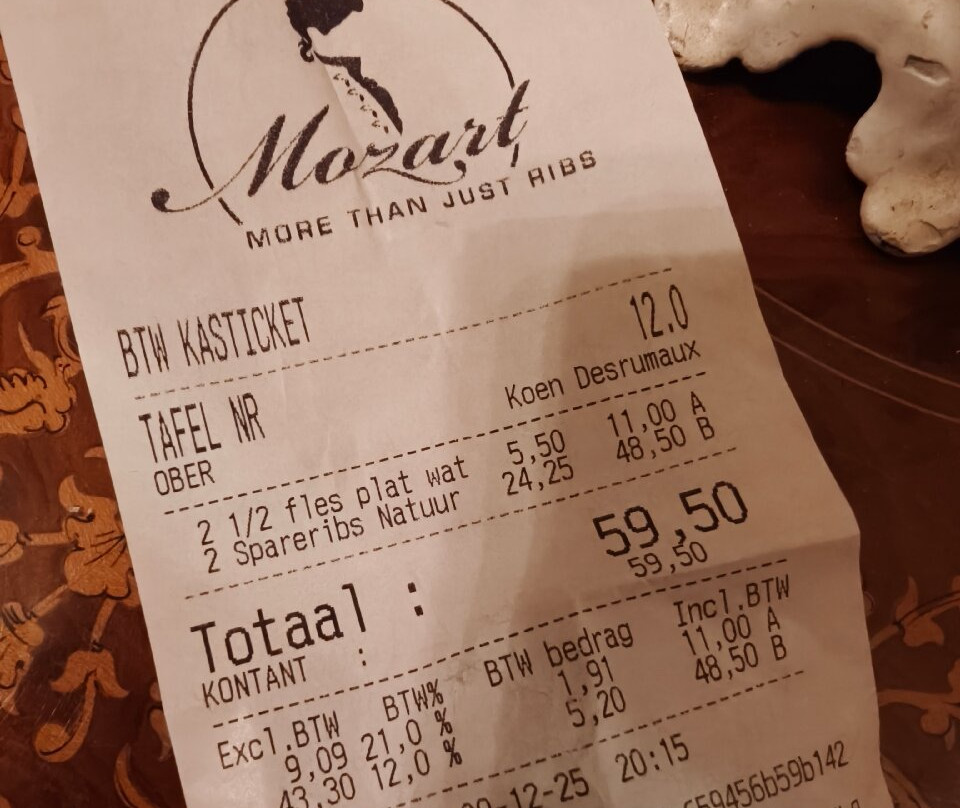 Mozart
MORE THAN JUST RIBS
BTW KASTICKET
TAFEL NR 12.0
OBER Koen Desrumaux
2 1/2 fles plat wat 5,50 11,00 A
2 Spareribs Natuur 24,25 48,50 B
Totaal : 59,50
KONTANT : 59,50
Excl.BTW BTW% BTW bedrag Incl.BTW
9,09 21,0 % 1,91 11,00 A
43,30 12,0 % 5,20 48,50 B
-12-25 20:15
659456b59b142